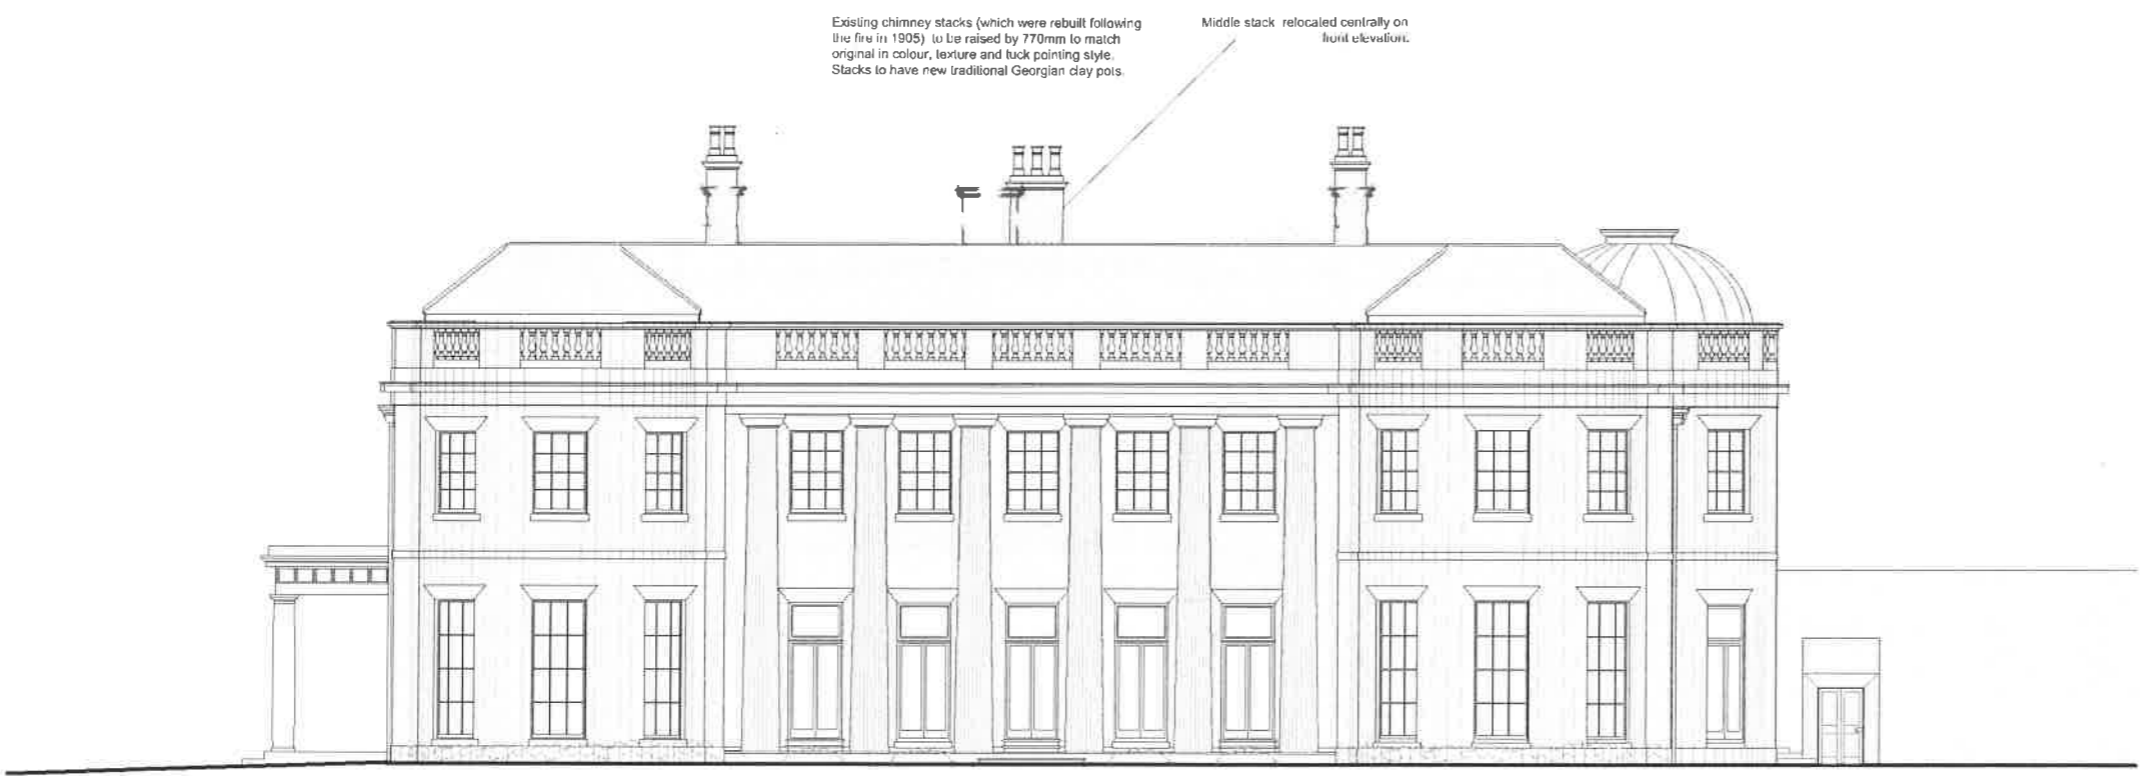 Existing chimney stacks (which were rebuilt following
the fire in 1905) to be raised by 770mm to match
original in colour, texture and tuck pointing style.
Stacks to have new traditional Georgian clay pots.
Middle stack relocated centrally on
front elevation.